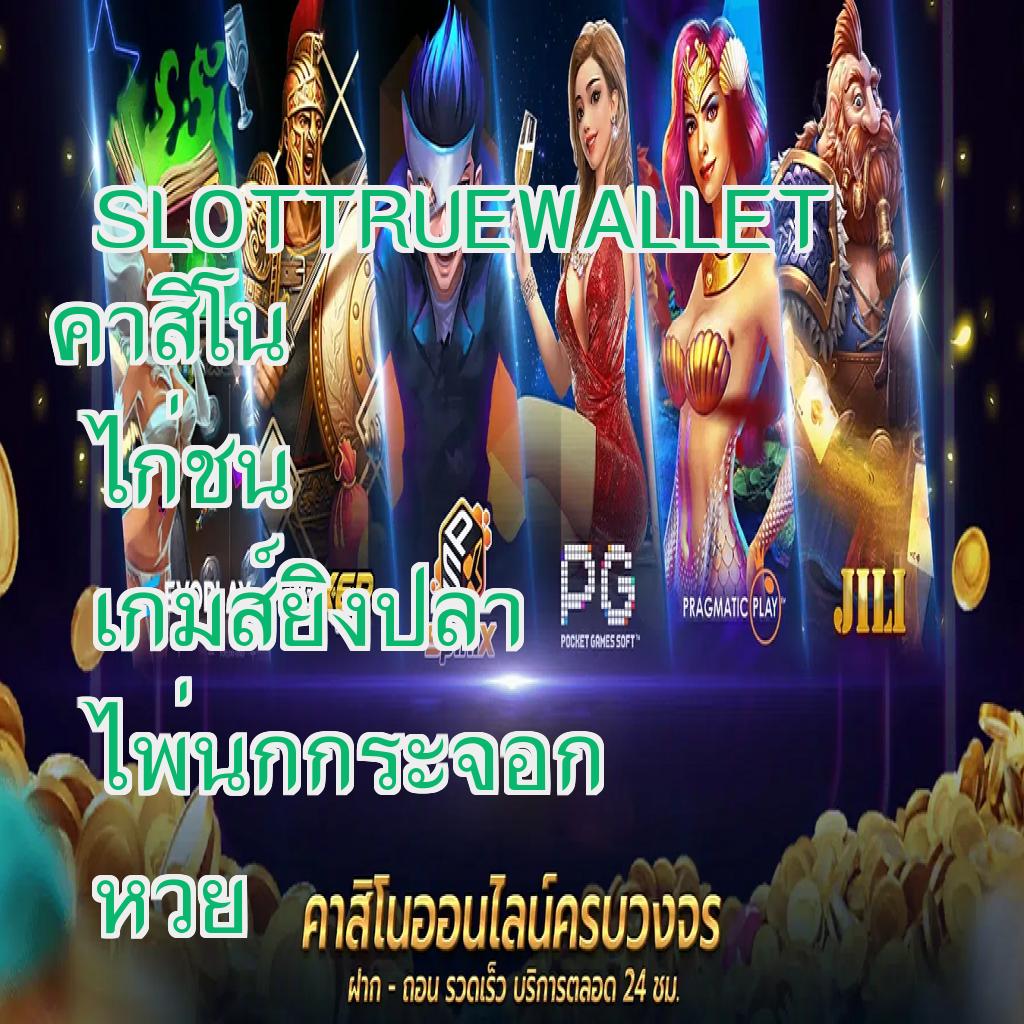 SLOTTRUEWALLET
คาสิโน
ไก่ชน
เกมส์ยิงปลา
PG
POCKET GAMES SOFT™
PRAGMATIC PLAY™
JILI
ไพ่นกกระจอก
หวย
คาสิโนออนไลน์ครบวงจร
ฝาก - ถอน รวดเร็ว บริการตลอด 24 ชม.